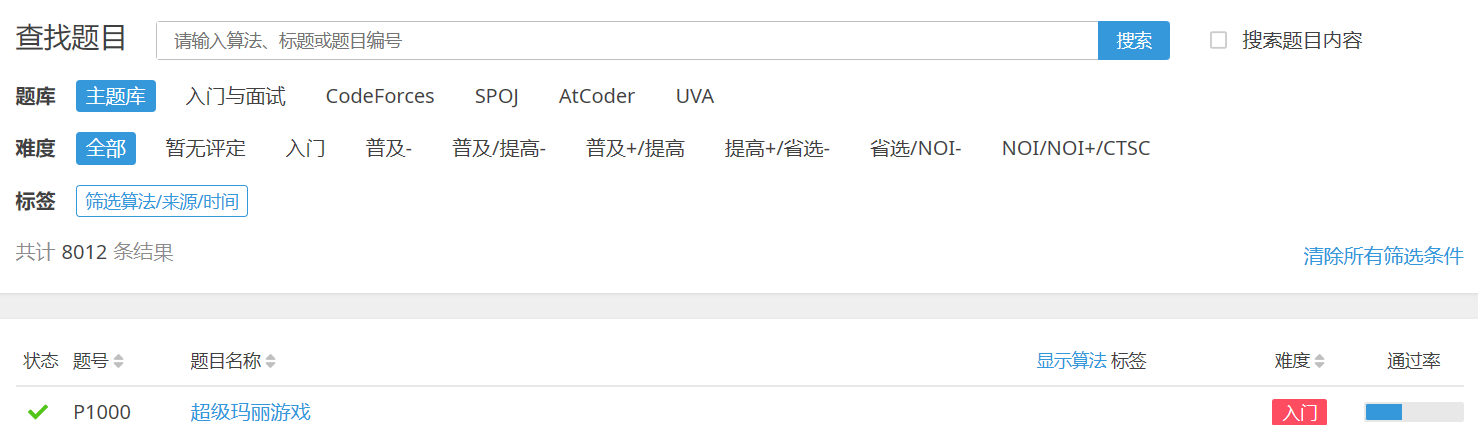 查找题目 请输入算法、标题或题目编号 搜索 搜索题目内容
题库 主题库 入门与面试 CodeForces SPOJ AtCoder UVA
难度 全部 暂无评定 入门 普及- 普及/提高- 普及+/提高 提高+/省选- 省选/NOI- NOI/NOI+/CTSC
标签 筛选算法/来源/时间
共计 8012 条结果 清除所有筛选条件
状态 题号 题目名称 显示算法 标签 难度 通过率
P1000 超级玛丽游戏 入门